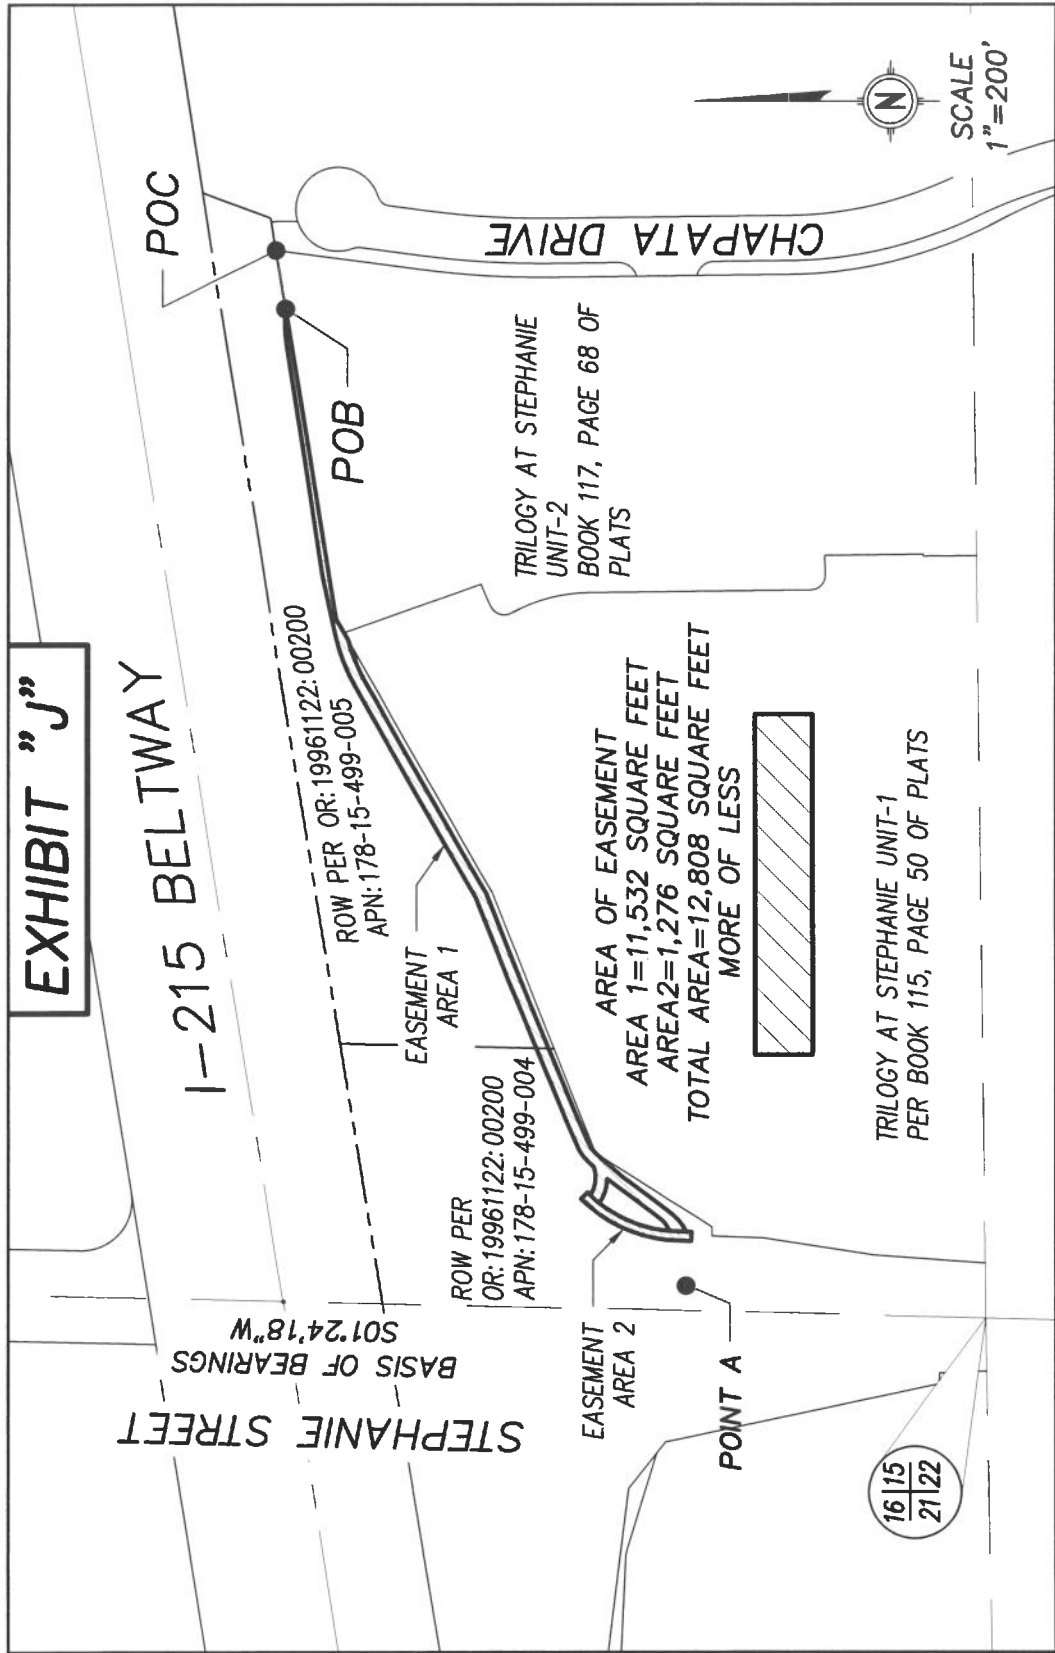 EXHIBIT "J"
I-215 BELTWAY
POC
ROW PER OR:19961122:00200
APN:178-15-499-005
POB
CHAPATA DRIVE
N
SCALE
1"=200'
STEPHANIE STREET
BASIS OF BEARINGS
S01°24'18"W
EASEMENT
AREA 1
ROW PER
OR:19961122:00200
APN:178-15-499-004
TRILOGY AT STEPHANIE
UNIT-2
BOOK 117, PAGE 68 OF
PLATS
EASEMENT
AREA 2
POINT A
AREA OF EASEMENT
AREA 1=11,532 SQUARE FEET
AREA2=1,276 SQUARE FEET
TOTAL AREA=12,808 SQUARE FEET
MORE OF LESS
TRILOGY AT STEPHANIE UNIT-1
PER BOOK 115, PAGE 50 OF PLATS
16|15
21|22